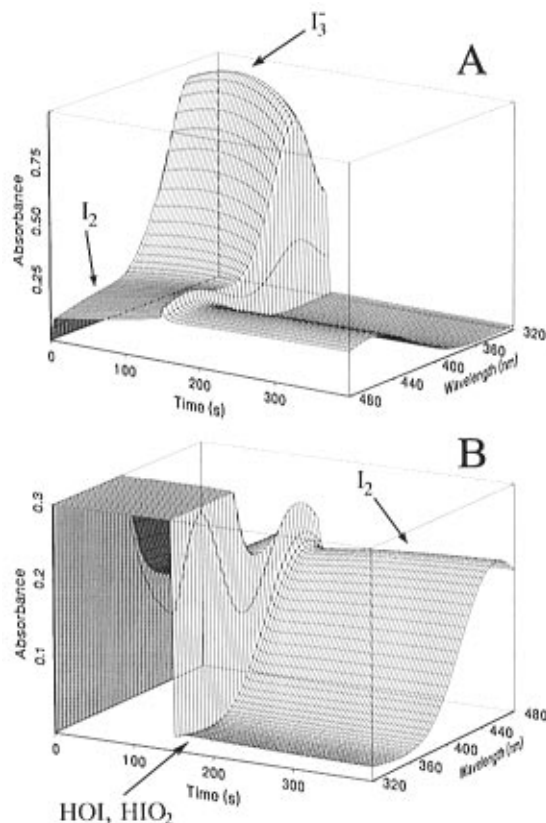 I₃⁻
A
Absorbance
0.75
0.50
0.25
I₂
0
100
200
300
Time (s)
480
440
400
360
320
Wavelength (nm)
B
I₂
Absorbance
0.3
0.2
0.1
0
100
200
300
Time (s)
320
360
400
440
480
Wavelength (nm)
HOI, HIO₂